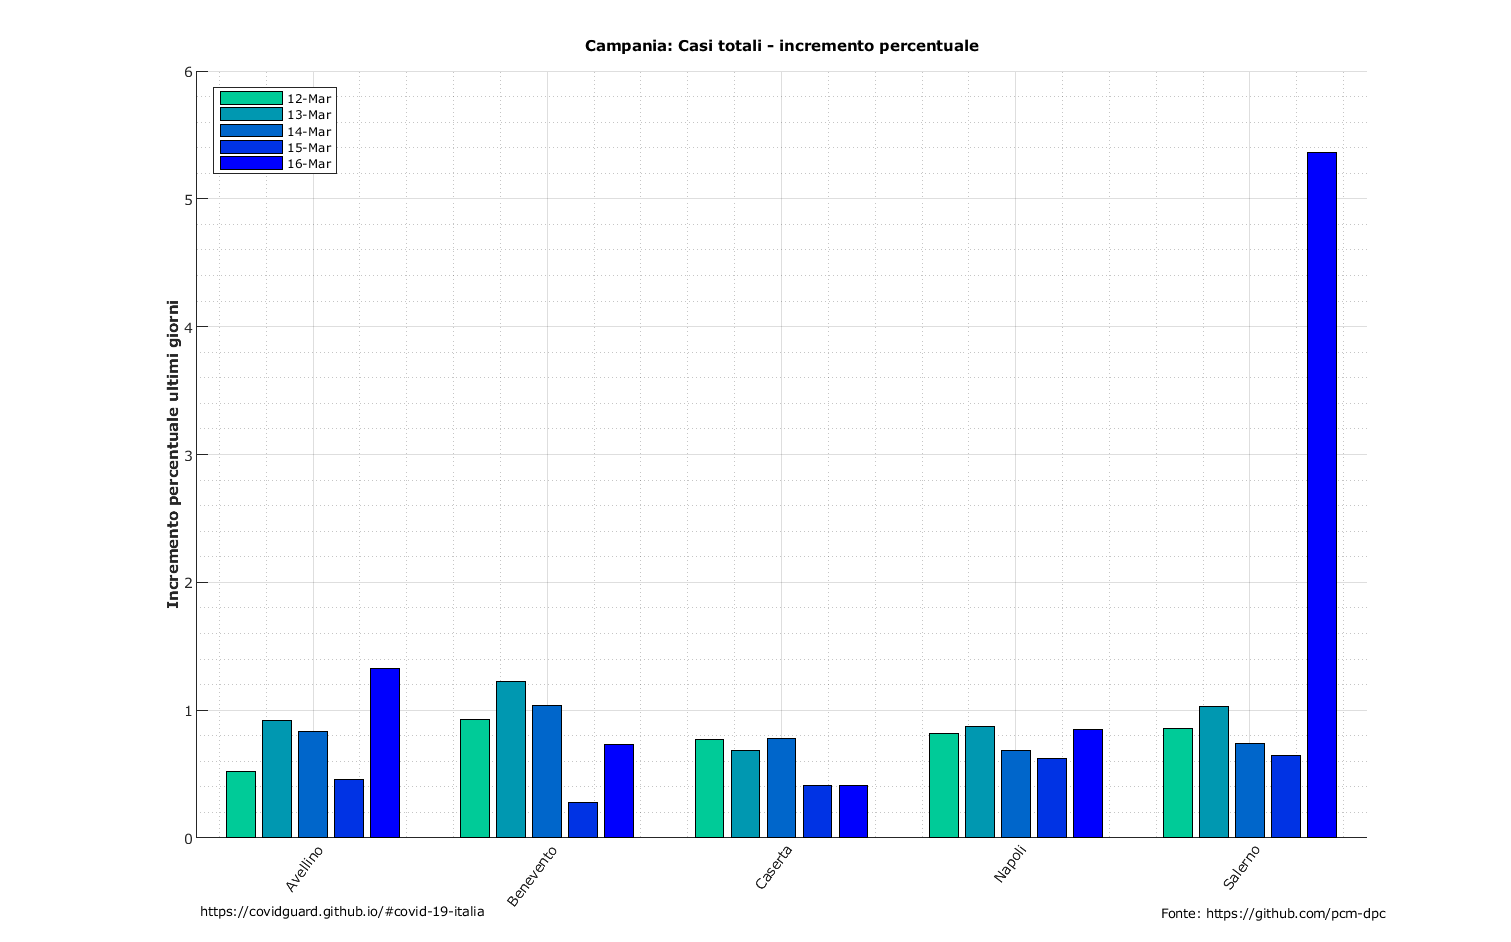 Campania: Casi totali - incremento percentuale
6
5
4
3
2
1
0
Incremento percentuale ultimi giorni
12-Mar
13-Mar
14-Mar
15-Mar
16-Mar
Avellino
Benevento
Caserta
Napoli
Salerno
https://covidguard.github.io/#covid-19-italia
Fonte: https://github.com/pcm-dpc